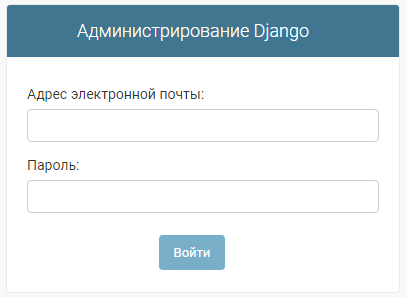 Администрирование Django
Адрес электронной почты:
Пароль:
Войти